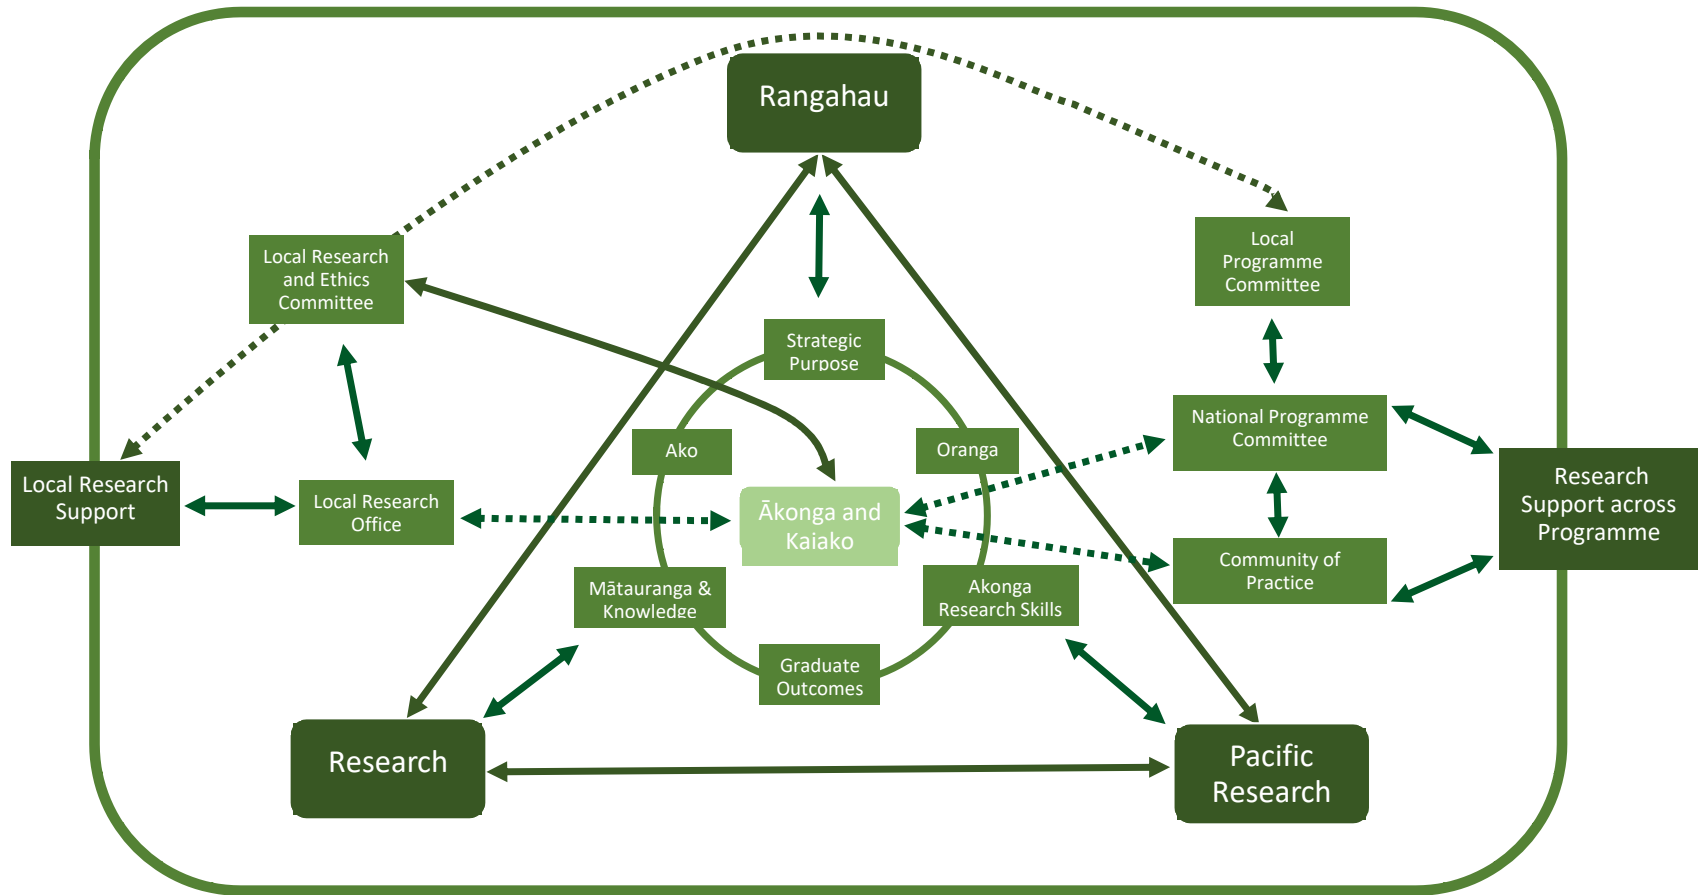 Rangahau
Local Research
and Ethics
Committee
Local
Programme
Committee
Strategic
Purpose
Ako
Oranga
National Programme
Committee
Local Research
Support
Local Research
Office
Ākonga and
Kaiako
Research
Support across
Programme
Community of
Practice
Mātauranga &
Knowledge
Akonga
Research Skills
Graduate
Outcomes
Research
Pacific
Research